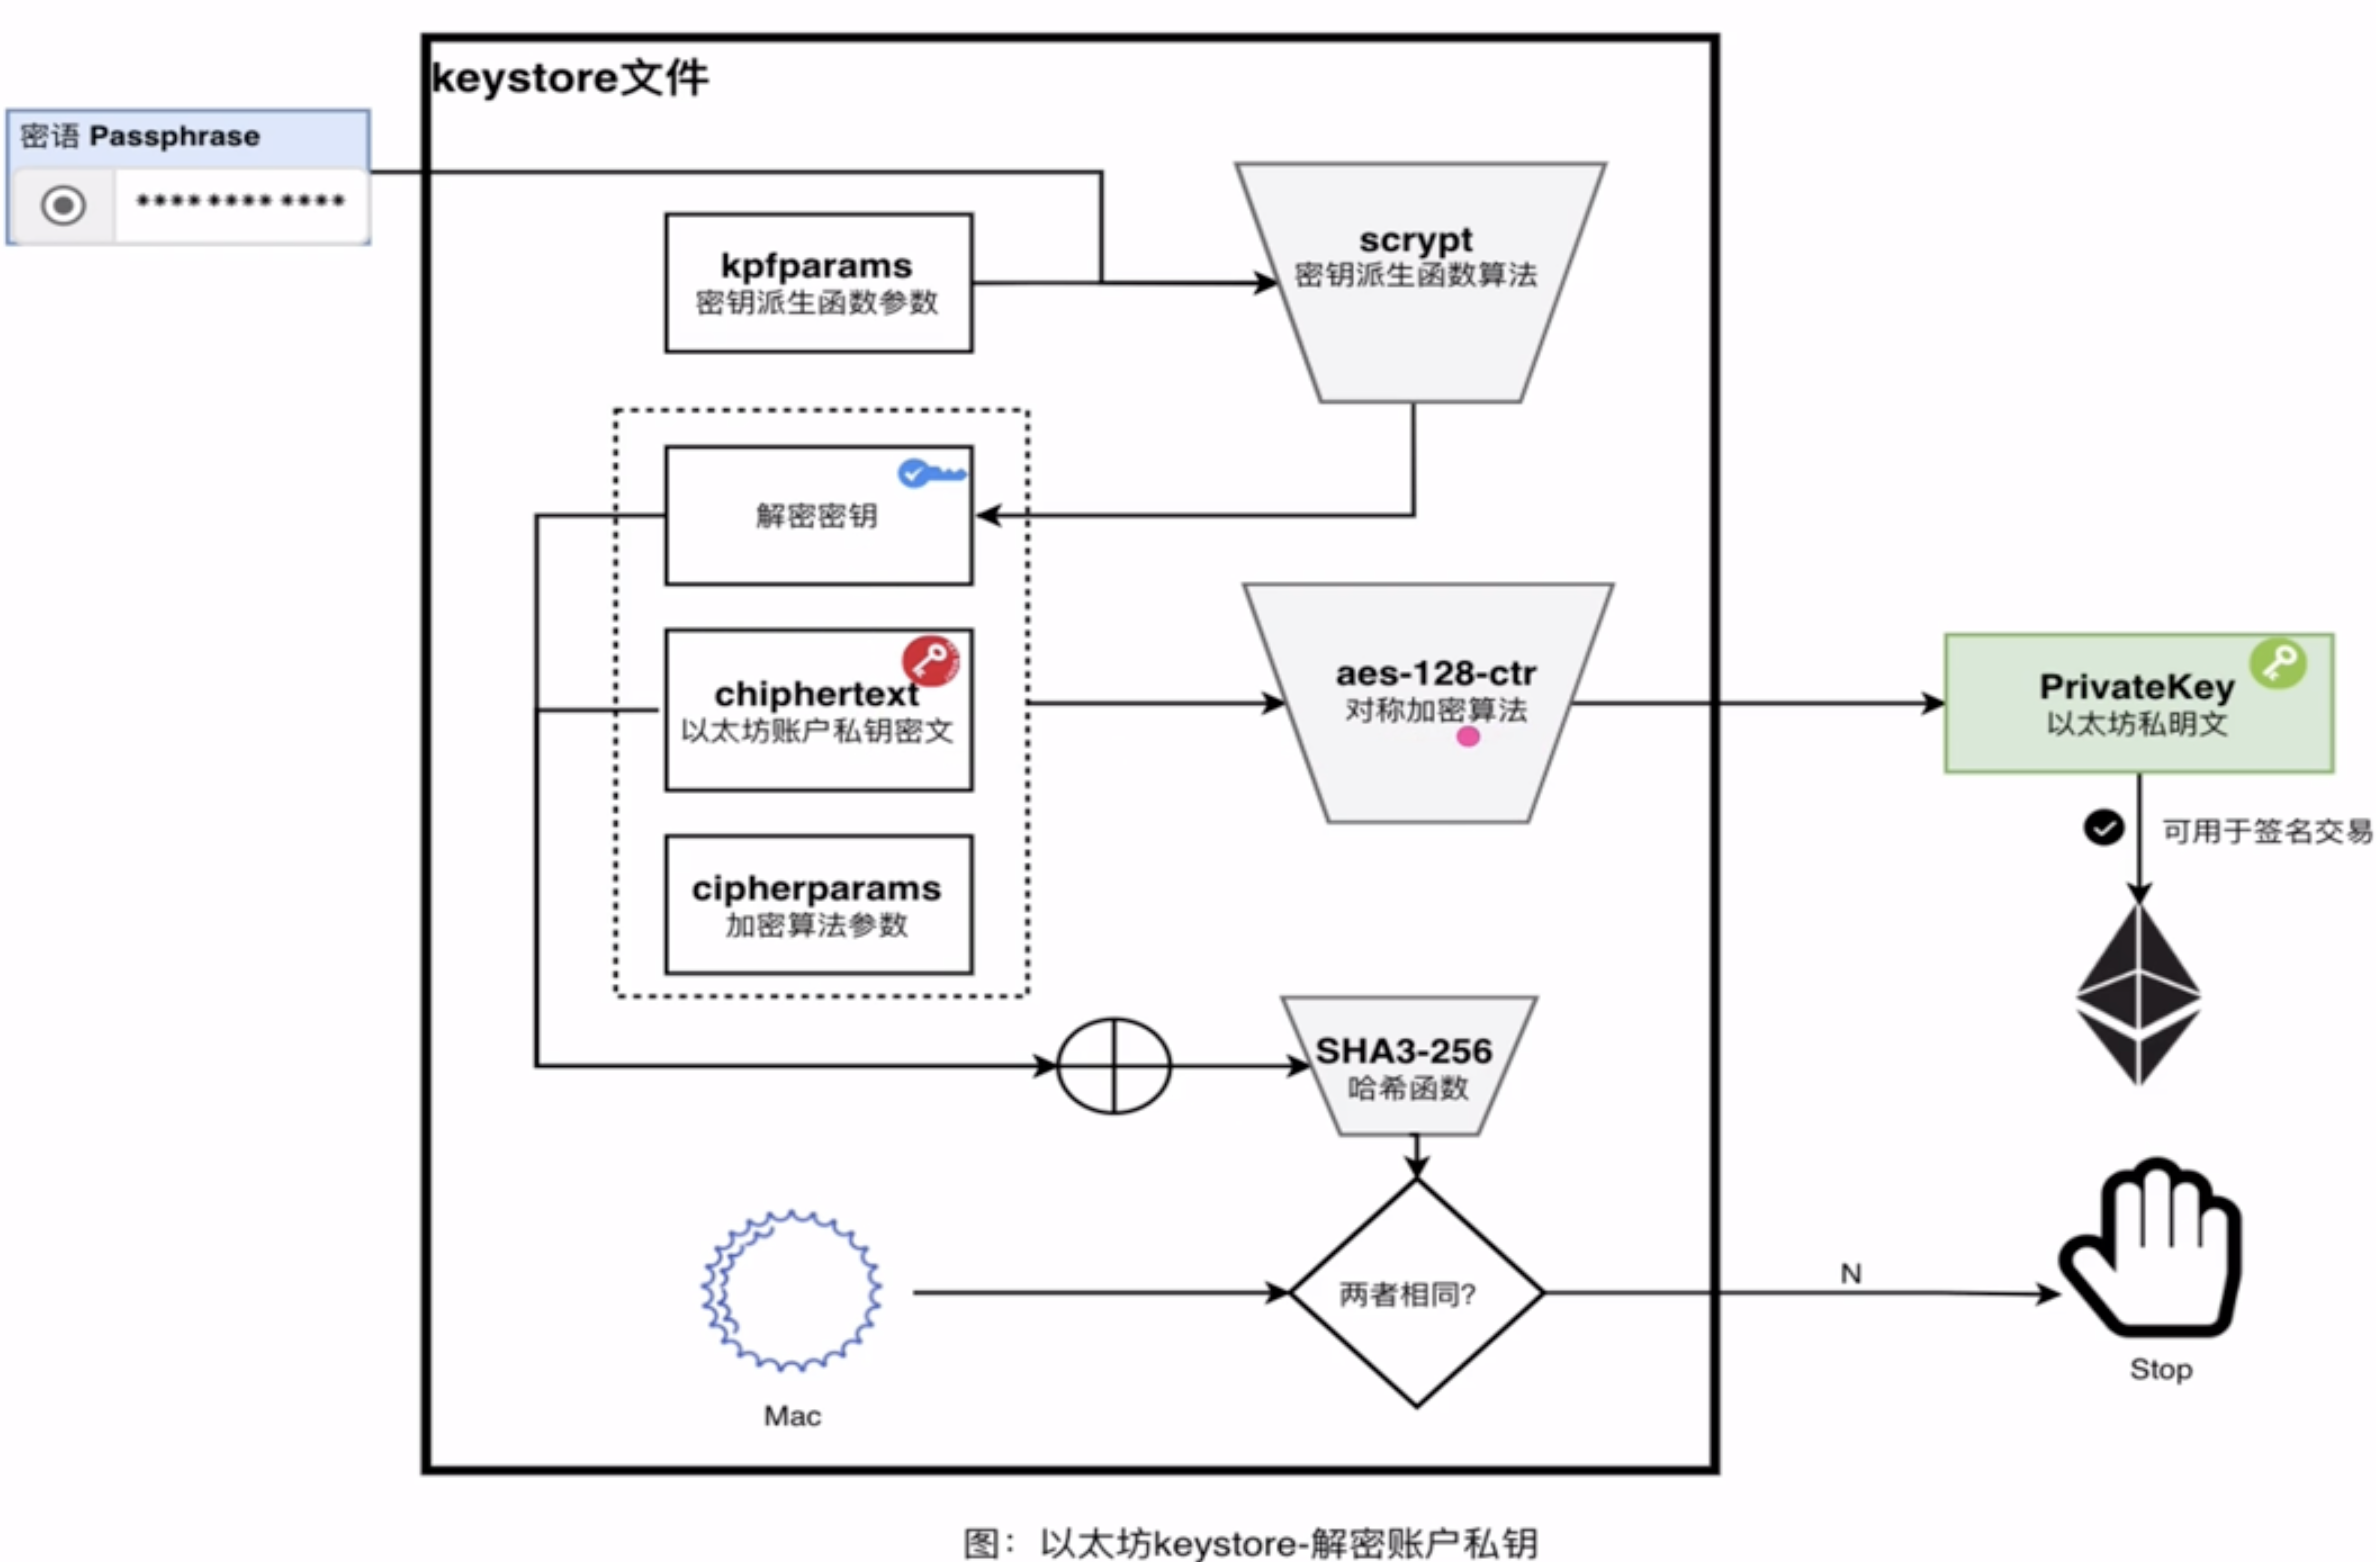 keystore文件
密语 Passphrase
************
kpfparams
密钥派生函数参数
scrypt
密钥派生函数算法
解密密钥
chiphertext
以太坊账户私钥密文
aes-128-ctr
对称加密算法
PrivateKey
以太坊私明文
可用于签名交易
cipherparams
加密算法参数
SHA3-256
哈希函数
两者相同?
N
Stop
Mac
图：以太坊keystore-解密账户私钥